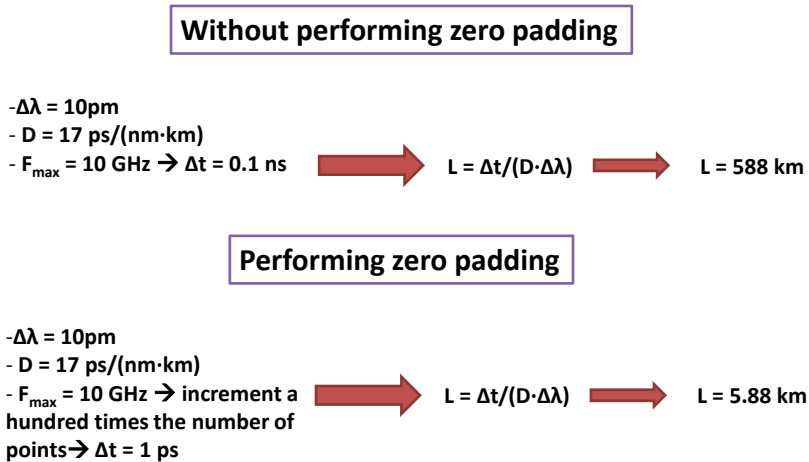 Without performing zero padding
-Δλ = 10pm
- D = 17 ps/(nm·km)
- Fmax = 10 GHz → Δt = 0.1 ns
L = Δt/(D·Δλ)
L = 588 km
Performing zero padding
-Δλ = 10pm
- D = 17 ps/(nm·km)
- Fmax = 10 GHz → increment a
hundred times the number of
points→ Δt = 1 ps
L = Δt/(D·Δλ)
L = 5.88 km